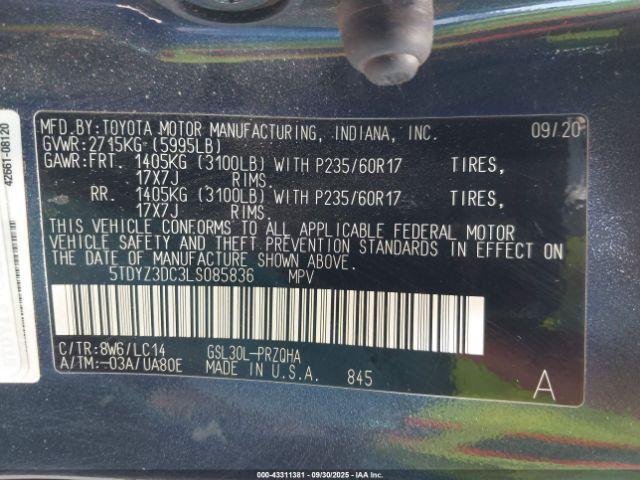 MFD.BY:TOYOTA MOTOR MANUFACTURING, INDIANA, INC. 09/20
GVWR:2715KG (5995LB)
GAWR:FRT. 1405KG (3100LB) WITH P235/60R17 TIRES,
17X7J RIMS.
RR. 1405KG (3100LB) WITH P235/60R17 TIRES,
17X7J RIMS.
THIS VEHICLE CONFORMS TO ALL APPLICABLE FEDERAL MOTOR
VEHICLE SAFETY AND THEFT PREVENTION STANDARDS IN EFFECT ON
THE DATE OF MANUFACTURE SHOWN ABOVE.
5TDYZ3DC3LS085836 MPV
C/TR:8W6/LC14 GSL30L-PRZQHA
A/TM:-03A/UA80E MADE IN U.S.A. 845
A
42661-08120
000-43311381 - 09/30/2025 - IAA Inc.